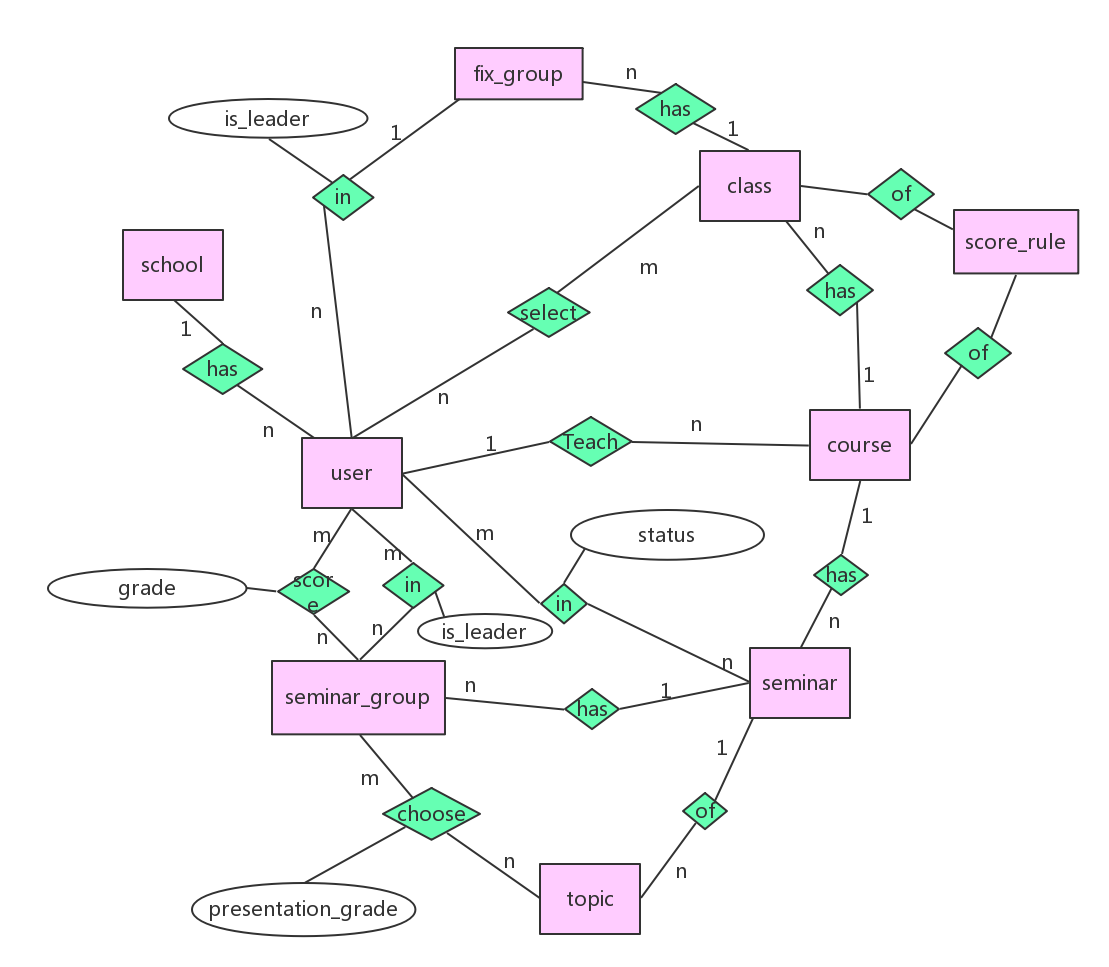 fix_group
n
has
is_leader
1
1
in
class
of
n
score_rule
school
m
has
1
n
select
of
has
1
n
n
1
Teach
n
course
user
m
status
1
m
m
grade
scor
e
in
in
has
n
n
is_leader
n
n
seminar_group
n
has
1
seminar
1
m
choose
of
n
n
presentation_grade
topic